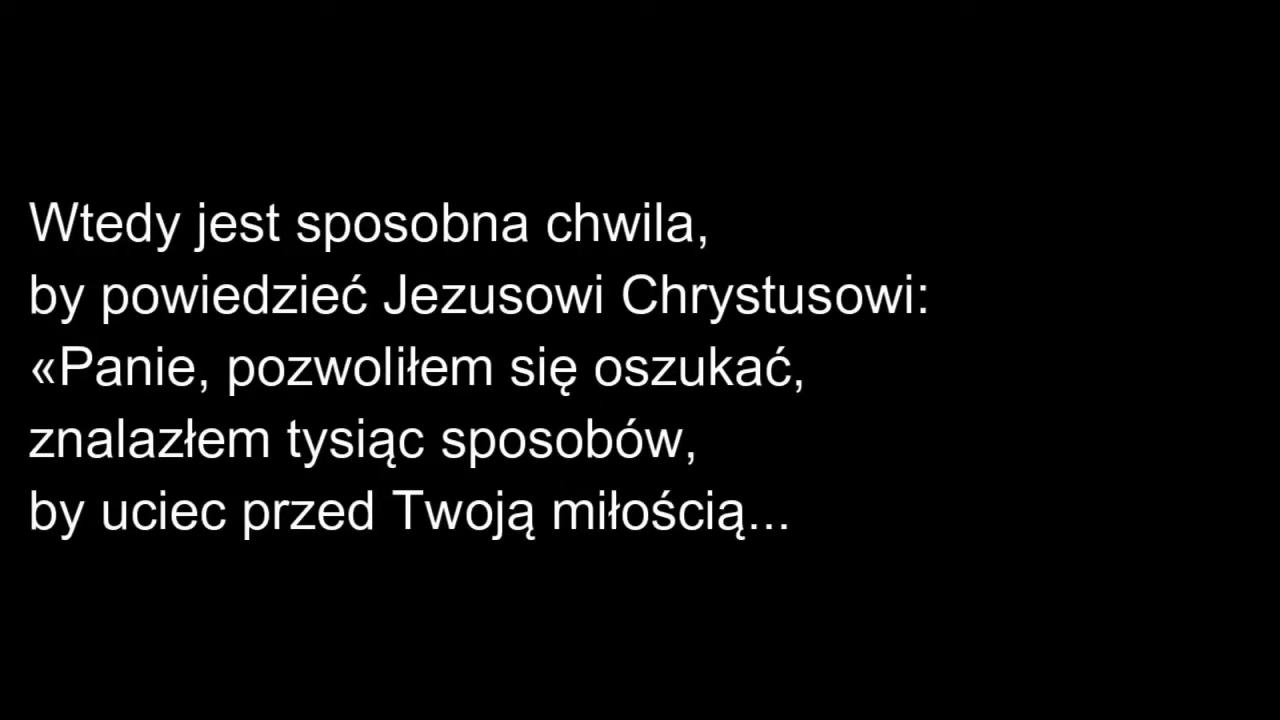 Wtedy jest sposobna chwila,
by powiedzieć Jezusowi Chrystusowi:
«Panie, pozwoliłem się oszukać,
znalazłem tysiąc sposobów,
by uciec przed Twoją miłością...